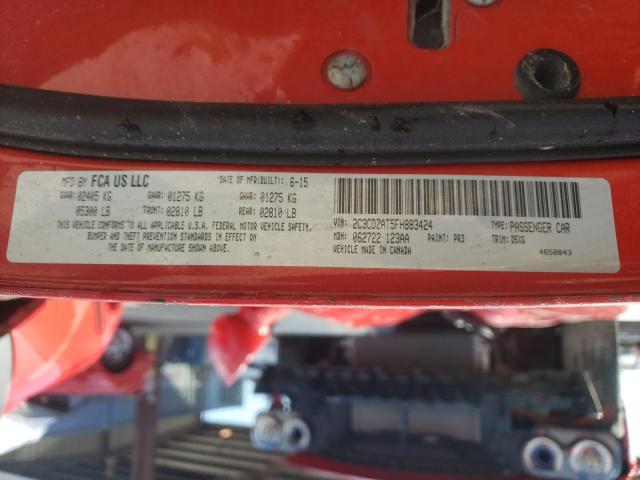 MFD BY FCA US LLC DATE OF MFR(BUILT): 6-15
GVWR: 02405 KG GAWR: 01275 KG GAWR: 01275 KG
05300 LB FRONT: 02810 LB REAR: 02810 LB
THIS VEHICLE CONFORMS TO ALL APPLICABLE U.S.A. FEDERAL MOTOR VEHICLE SAFETY,
BUMPER AND THEFT PREVENTION STANDARDS IN EFFECT ON
THE DATE OF MANUFACTURE SHOWN ABOVE.
VIN: 2C3CDZAT5FH883424 TYPE: PASSENGER CAR
MDH: 062722 123AA PAINT: PR3 TRIM: DSXG
VEHICLE MADE IN CANADA 4658843